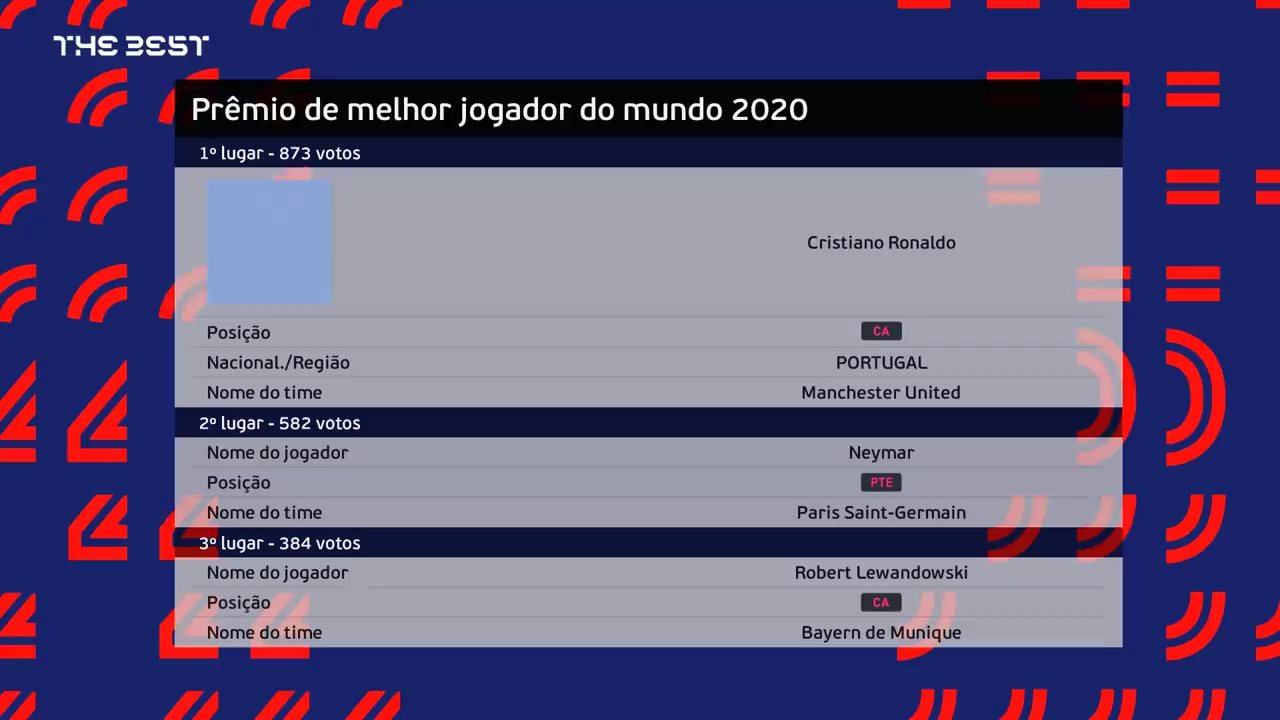 THE BEST
Prêmio de melhor jogador do mundo 2020
1º lugar - 873 votos
Cristiano Ronaldo
Posição CA
Nacional./Região PORTUGAL
Nome do time Manchester United
2º lugar - 582 votos
Nome do jogador Neymar
Posição PTE
Nome do time Paris Saint-Germain
3º lugar - 384 votos
Nome do jogador Robert Lewandowski
Posição CA
Nome do time Bayern de Munique